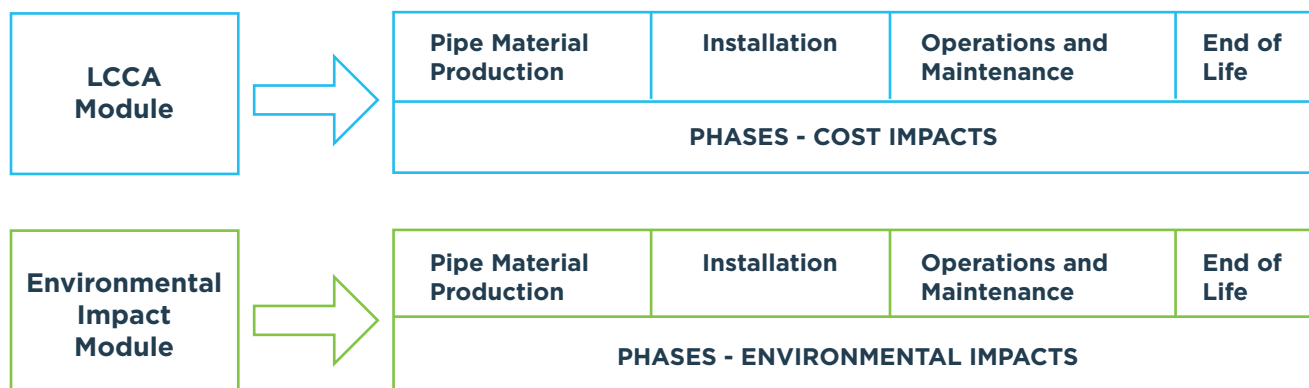 LCCA
Module
Pipe Material
Production
Installation
Operations and
Maintenance
End of
Life
PHASES - COST IMPACTS
Environmental
Impact
Module
Pipe Material
Production
Installation
Operations and
Maintenance
End of
Life
PHASES - ENVIRONMENTAL IMPACTS